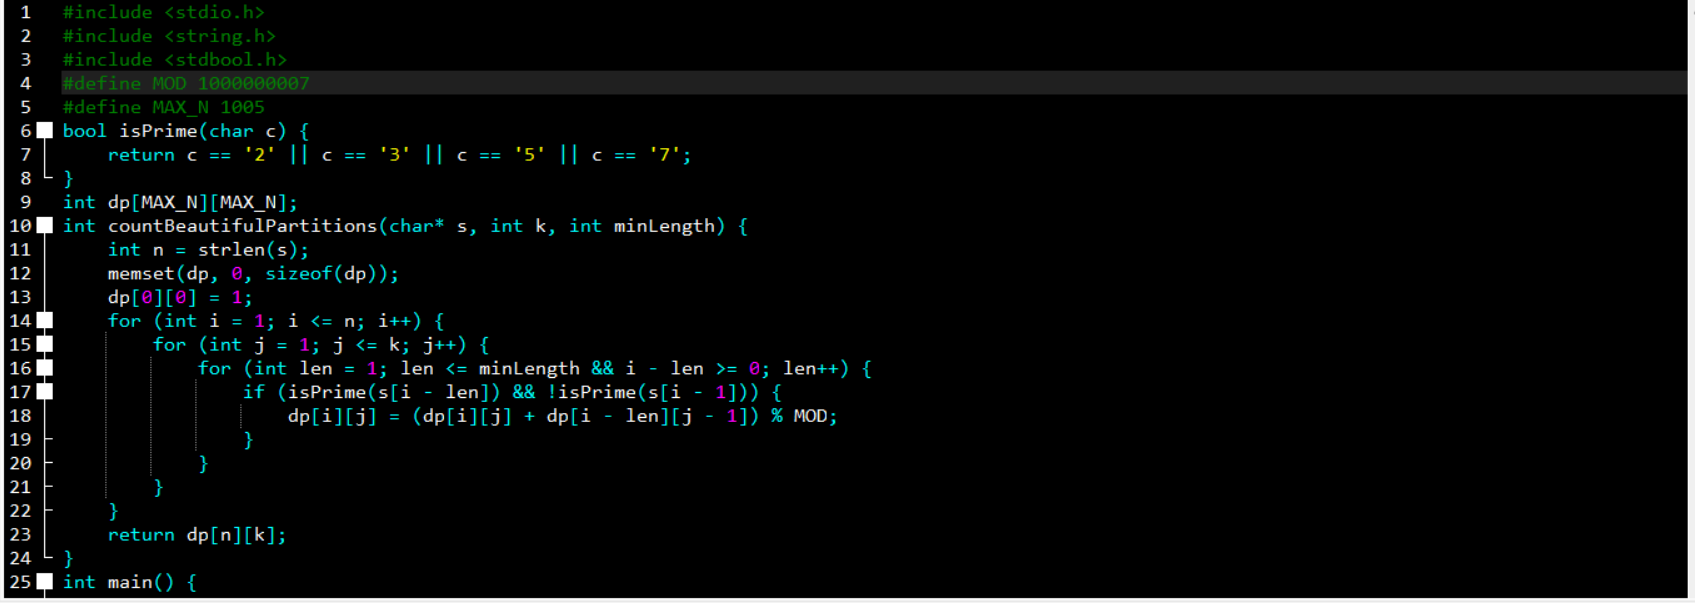 1 #include <stdio.h>
2 #include <string.h>
3 #include <stdbool.h>
4 #define MOD 1000000007
5 #define MAX_N 1005
6 bool isPrime(char c) {
7     return c == '2' || c == '3' || c == '5' || c == '7';
8 }
9 int dp[MAX_N][MAX_N];
10 int countBeautifulPartitions(char* s, int k, int minLength) {
11     int n = strlen(s);
12     memset(dp, 0, sizeof(dp));
13     dp[0][0] = 1;
14     for (int i = 1; i <= n; i++) {
15         for (int j = 1; j <= k; j++) {
16             for (int len = 1; len <= minLength && i - len >= 0; len++) {
17                 if (isPrime(s[i - len]) && !isPrime(s[i - 1])) {
18                     dp[i][j] = (dp[i][j] + dp[i - len][j - 1]) % MOD;
19                 }
20             }
21         }
22     }
23     return dp[n][k];
24 }
25 int main() {